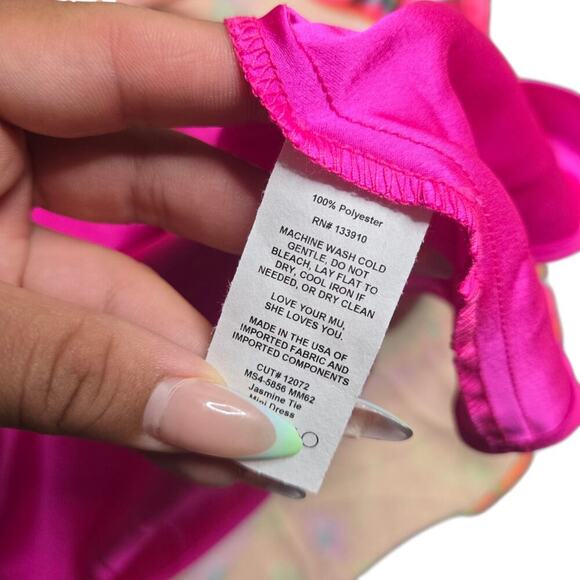 100% Polyester
RN# 133910
MACHINE WASH COLD
GENTLE, DO NOT
BLEACH, LAY FLAT TO
DRY, COOL IRON IF
NEEDED, OR DRY CLEAN
LOVE YOUR MU,
SHE LOVES YOU.
MADE IN THE USA OF
IMPORTED FABRIC AND
IMPORTED COMPONENTS
CUT# 12072
MS4-5856 MM62
Jasmine Tie
Mini Dress